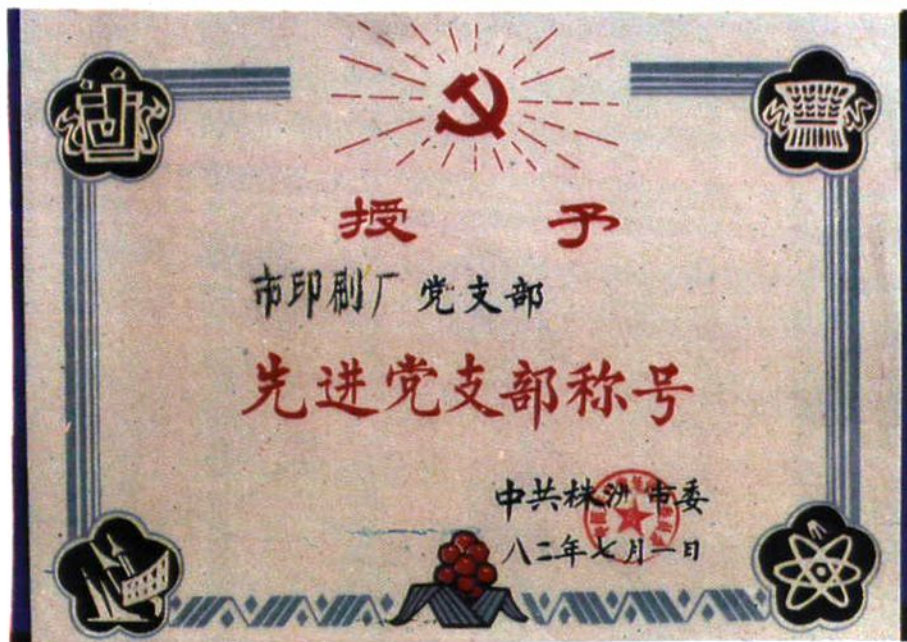 授予
市印刷厂党支部
先进党支部称号
中共株洲市委
八二年七月一日